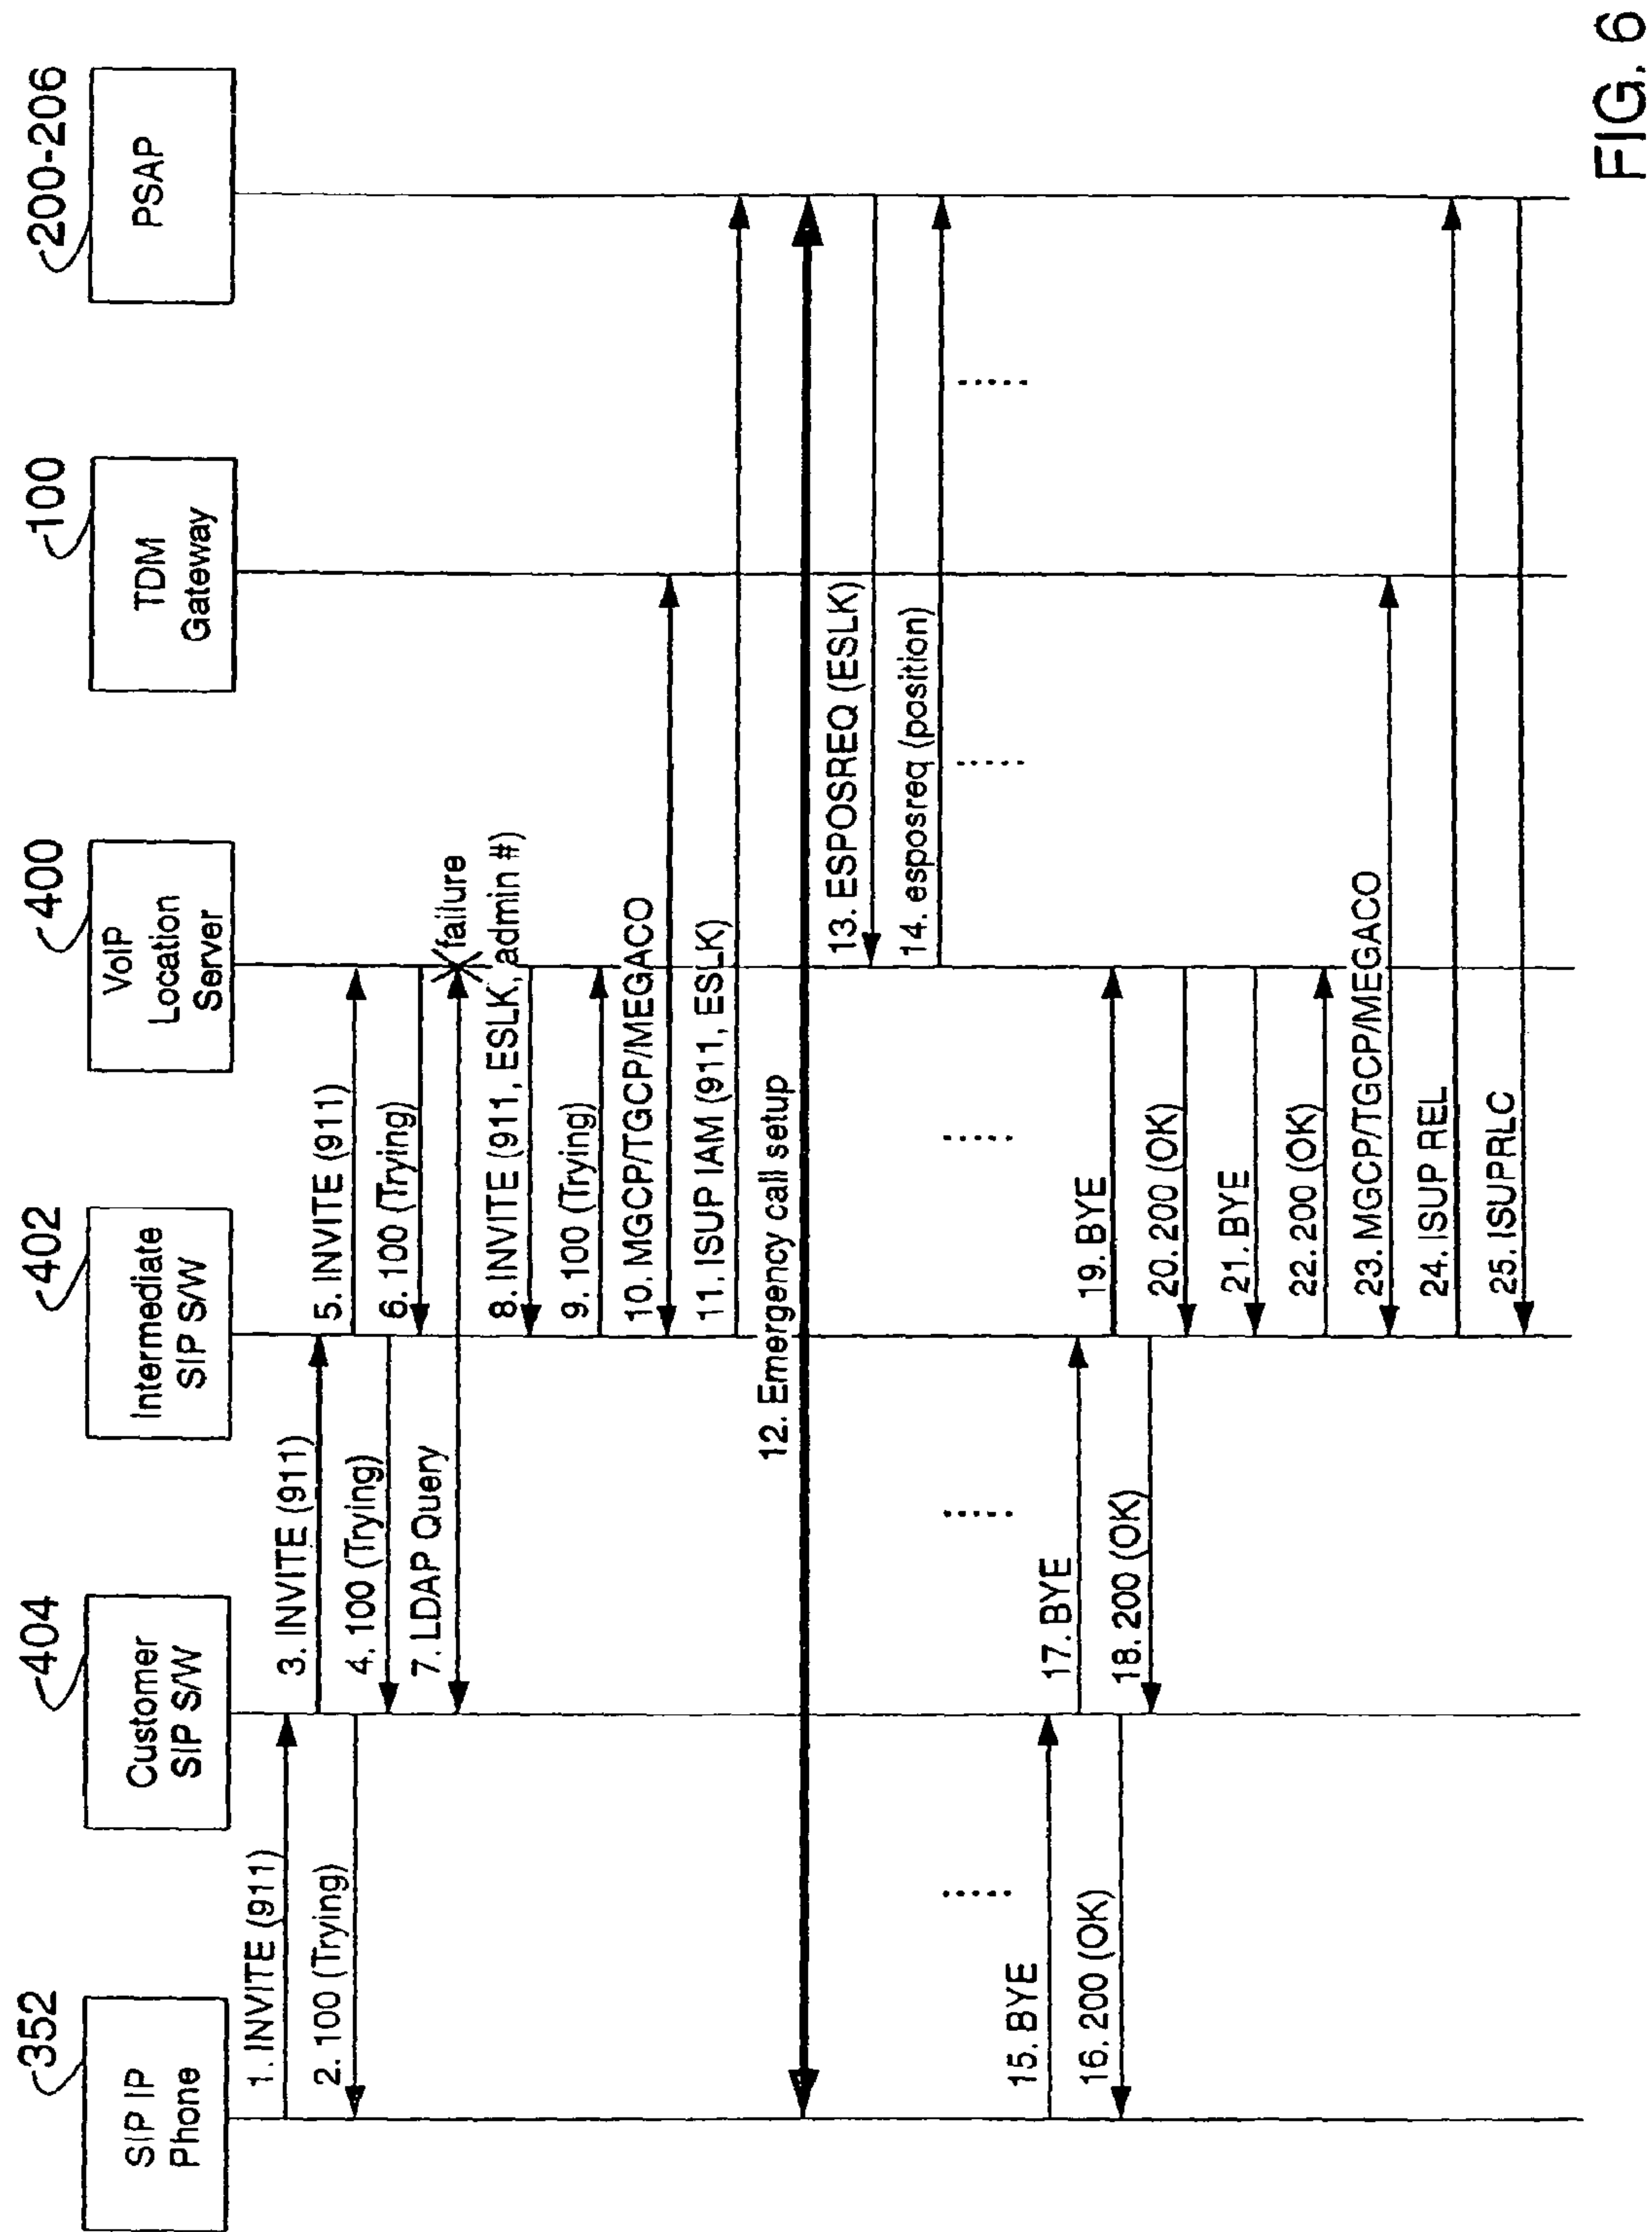 352
SIP IP
Phone
404
Customer
SIP S/W
402
Intermediate
SIP S/W
400
VoIP
Location
Server
100
TDM
Gateway
200-206
PSAP
1. INVITE (911)
2. 100 (Trying)
3. INVITE (911)
4. 100 (Trying)
5. INVITE (911)
6. 100 (Trying)
7. LDAP Query
failure
8. INVITE (911, ESLK, admin #)
9. 100 (Trying)
10. MGCP/TGCP/MEGACO
11. ISUP IAM (911, ESLK)
12. Emergency call setup
13. ESPOSREQ (ESLK)
14. esposreq (position)
.....
.....
.....
.....
.....
15. BYE
16. 200 (OK)
17. BYE
18. 200 (OK)
19. BYE
20. 200 (OK)
21. BYE
22. 200 (OK)
23. MGCP/TGCP/MEGACO
24. ISUP REL
25. ISUPRLC
FIG. 6